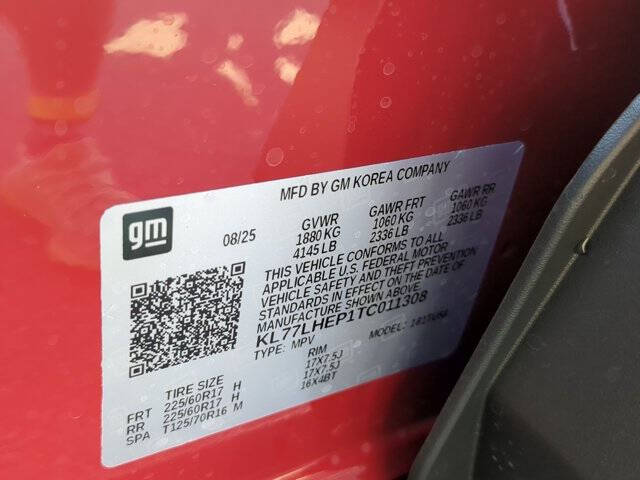 MFD BY GM KOREA COMPANY
gm
08/25
GVWR GAWR FRT GAWR RR
1880 KG 1060 KG 1060 KG
4145 LB 2336 LB 2336 LB
THIS VEHICLE CONFORMS TO ALL
APPLICABLE U.S. FEDERAL MOTOR
VEHICLE SAFETY AND THEFT PREVENTION
STANDARDS IN EFFECT ON THE DATE OF
MANUFACTURE SHOWN ABOVE.
KL77LHEP1TC011308
TYPE: MPV MODEL:
TIRE SIZE RIM
FRT 225/60R17 H 17X7.5J
RR 225/60R17 H 17X7.5J
SPA T125/70R16 M 16X4BT